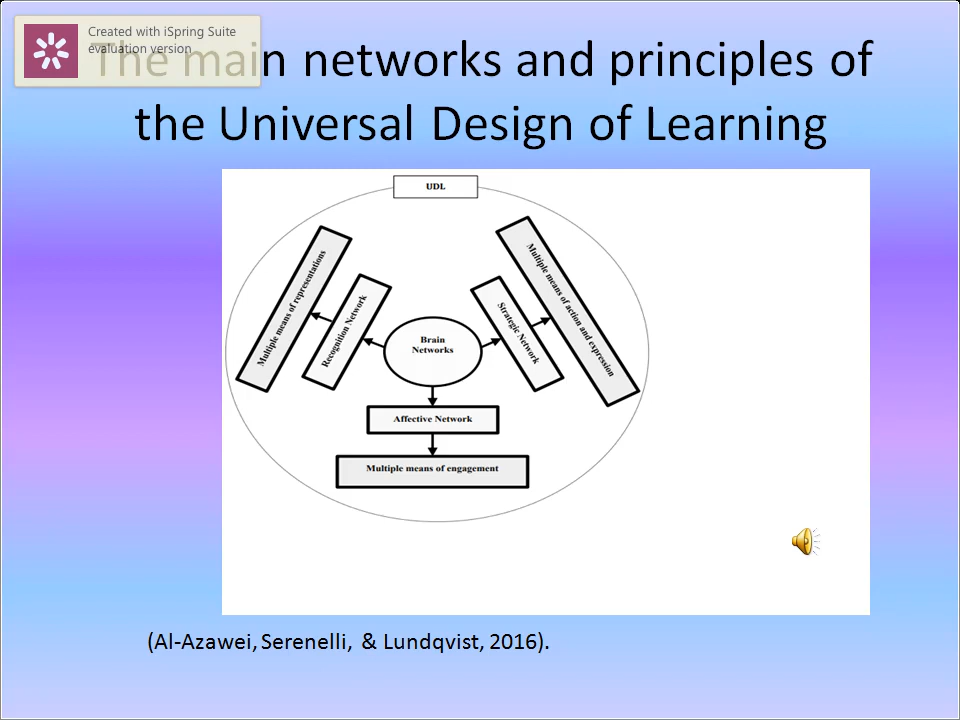 Created with iSpring Suite
evaluation version
The main networks and principles of
the Universal Design of Learning
UDL
Multiple means of representations
Recognition Network
Brain
Networks
Strategic Network
Multiple means of action and expression
Affective Network
Multiple means of engagement
(Al-Azawei, Serenelli, & Lundqvist, 2016).